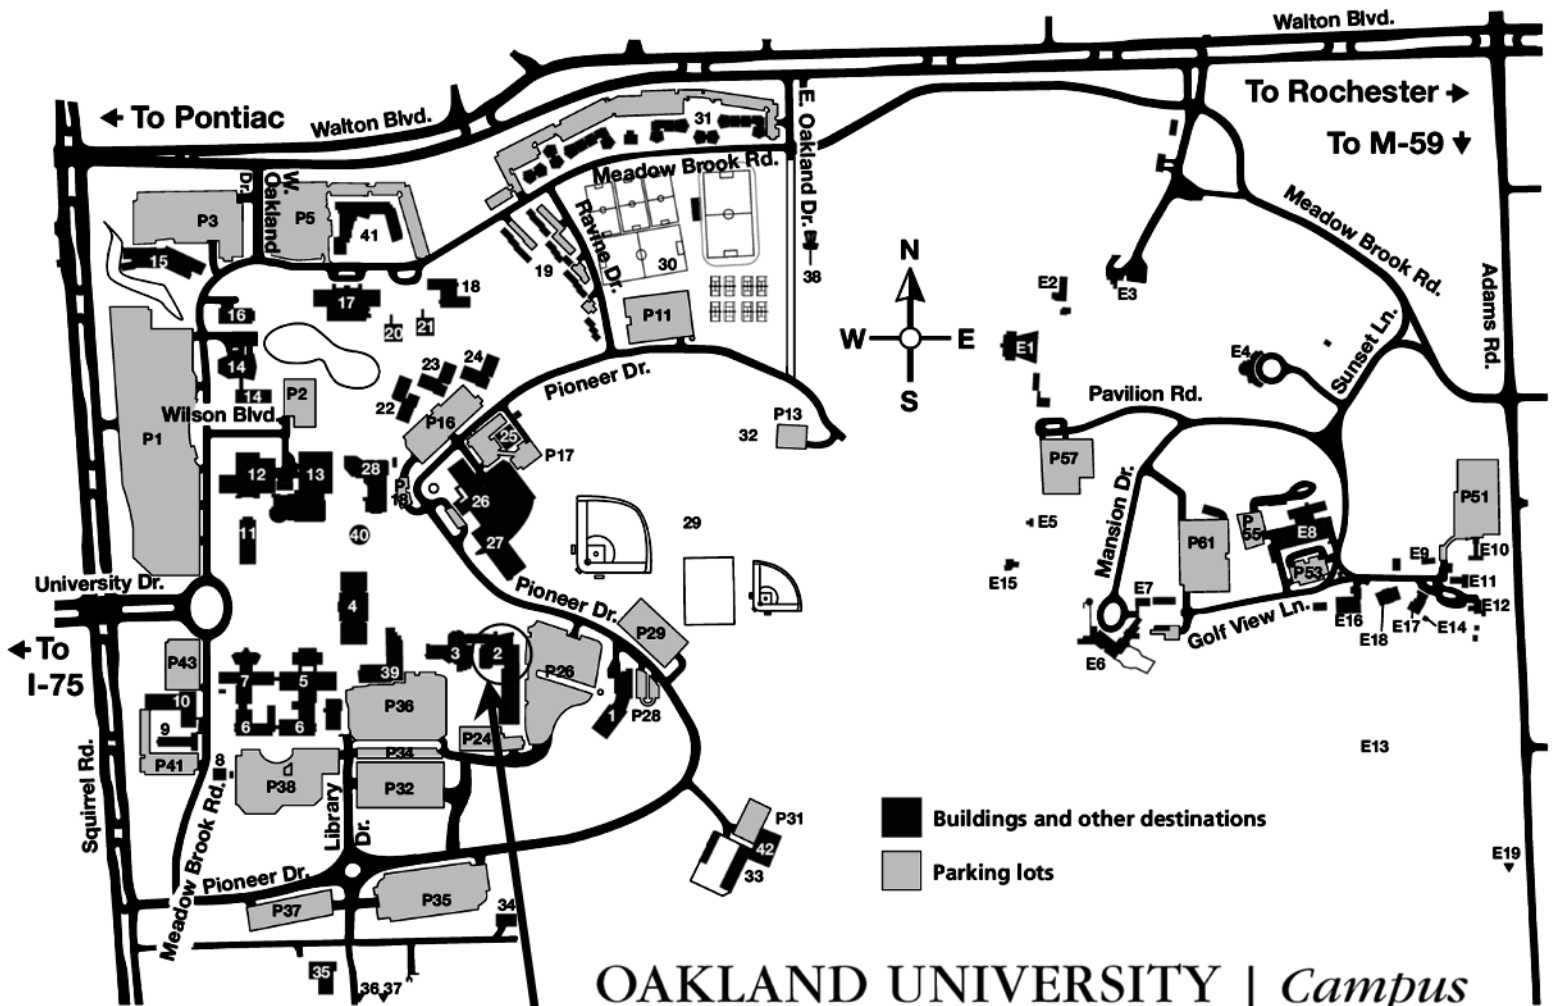 Walton Blvd.
To Rochester
To M-59
To Pontiac
Walton Blvd.
E. Oakland Dr.
31
Meadow Brook Rd.
W. Oakland Dr.
P3
P5
41
15
Ravine Dr.
30
19
38
18
17
16
20
21
P11
N
W
E
S
E2
E3
E1
E4
Meadow Brook Rd.
Adams Rd.
Sunset Ln.
14
14
P2
Wilson Blvd.
P1
22
23
24
P16
Pioneer Dr.
25
P17
P13
32
Pavilion Rd.
P57
Mansion Dr.
12
13
28
P
18
26
27
11
40
29
E5
E15
P61
P
55
E8
P53
P51
E9
E10
E11
E12
E14
E17
E18
E16
E7
E6
Golf View Ln.
University Dr.
To
I-75
4
Pioneer Dr.
P29
P43
7
5
39
3
2
P26
P28
1
10
9
6
6
P36
P24
P34
P41
8
P38
P32
E13
Squirrel Rd.
Meadow Brook Rd.
Library Dr.
P31
42
33
Buildings and other destinations
Parking lots
E19
Pioneer Dr.
P37
P35
34
35
36 37
OAKLAND UNIVERSITY | Campus